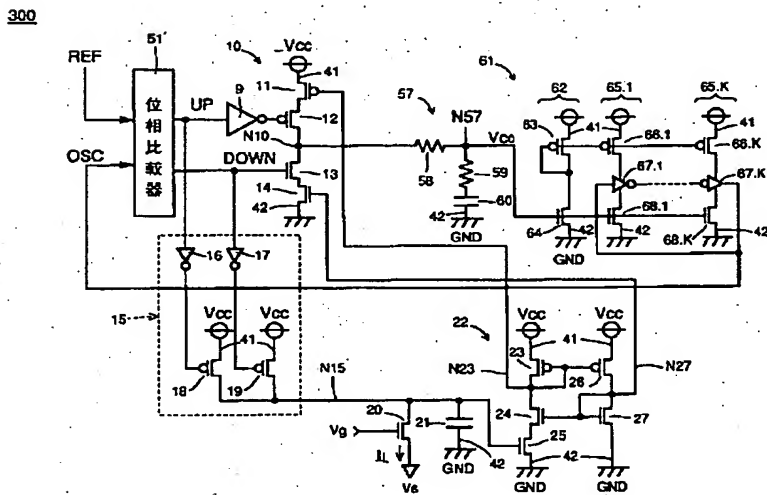 300
51'
REF
位相比較器
OSC
UP
9
DOWN
10
Vcc
11
41
12
N10
13
14
42
15
16
17
Vcc
Vcc
41
18
19
N15
20
Vg
21
42
GND
57
N57
58
59
60
42
GND
61
62
65.1
65.K
63
41
41
66.1
66.K
67.1
67.K
64
42
GND
68.1
42
68.K
42
22
Vcc
Vcc
41
N23
23
26
N27
24
25
27
42
GND
GND